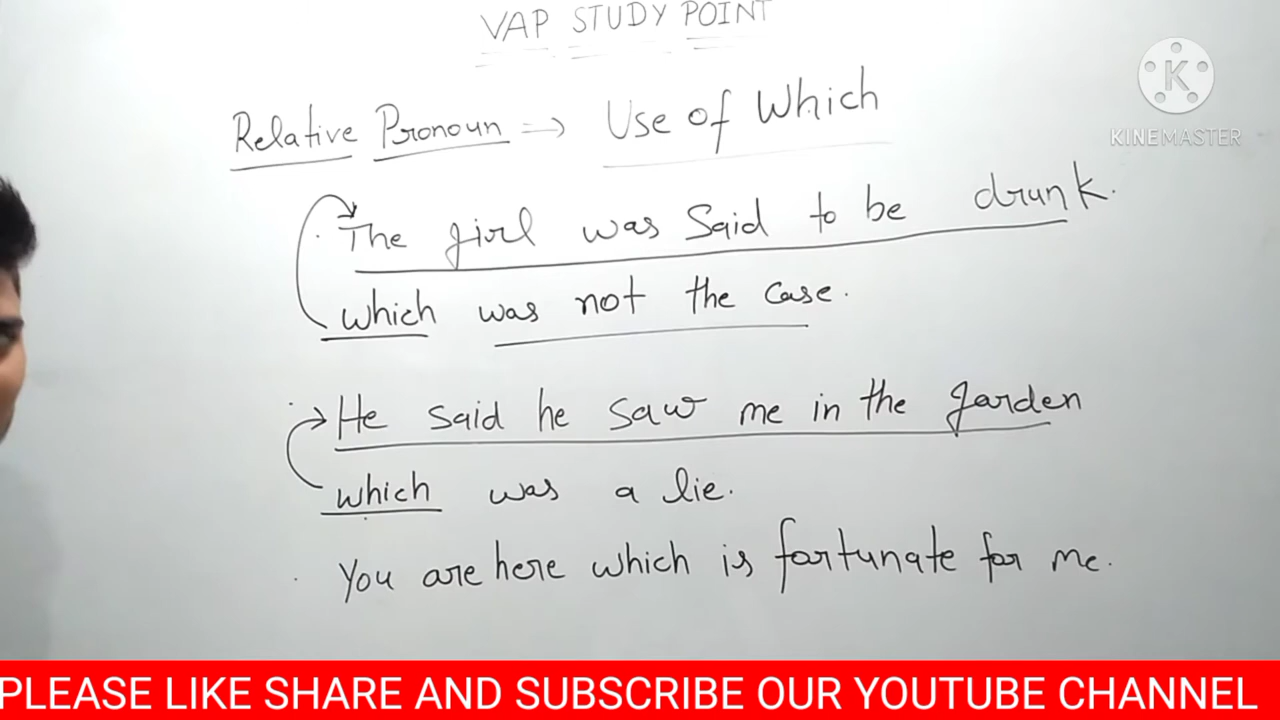 VAP STUDY POINT
K
KINEMASTER
Relative Pronoun => Use of Which
The girl was Said to be drunk.
which was not the case.
He said he saw me in the garden
which was a lie.
You are here which is fortunate for me.
PLEASE LIKE SHARE AND SUBSCRIBE OUR YOUTUBE CHANNEL